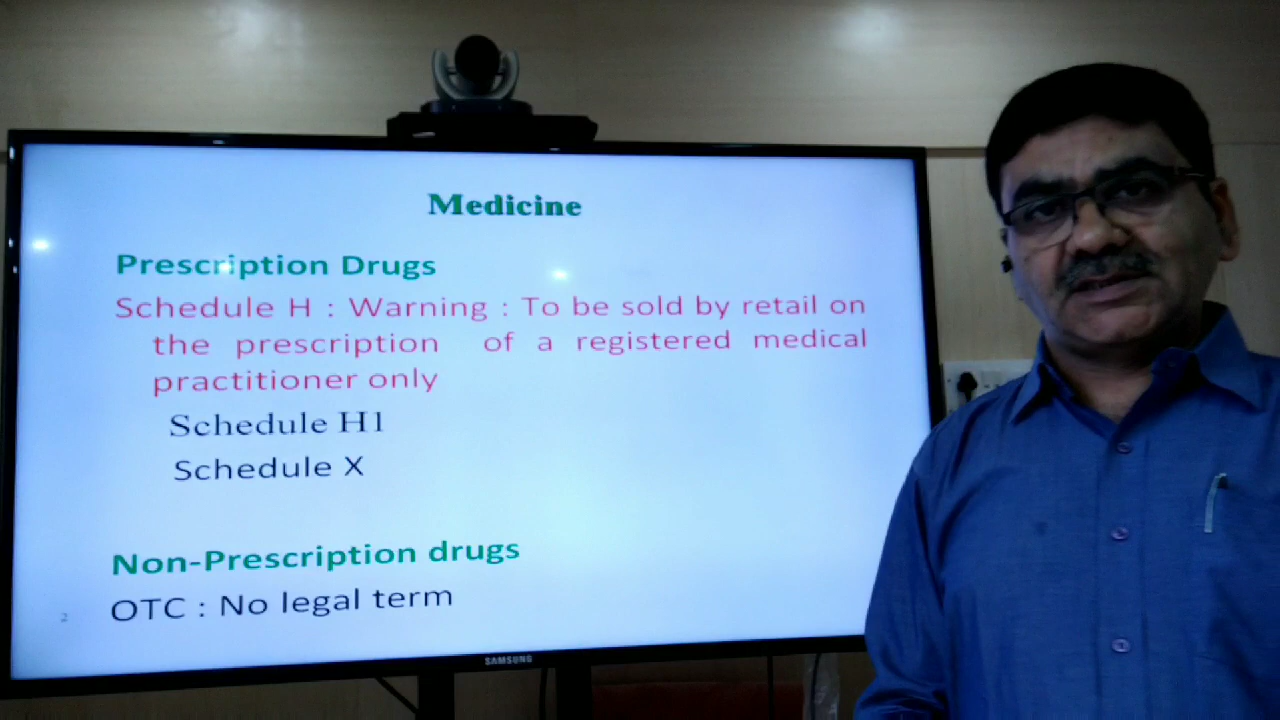 Medicine
Prescription Drugs
Schedule H : Warning : To be sold by retail on
the prescription of a registered medical
practitioner only
Schedule H1
Schedule X
Non-Prescription drugs
OTC : No legal term
2
SAMSUNG